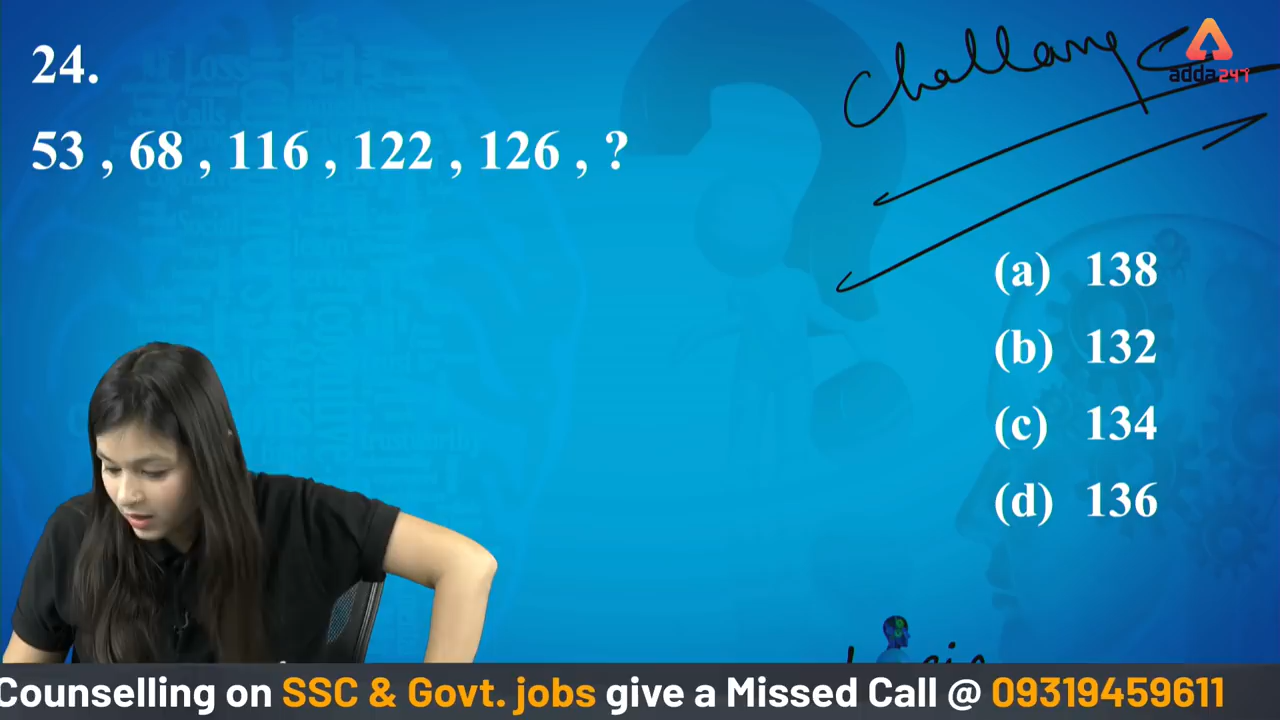 24.
53 , 68 , 116 , 122 , 126 , ?
adda247
(a) 138
(b) 132
(c) 134
(d) 136
Counselling on SSC & Govt. jobs give a Missed Call @ 09319459611